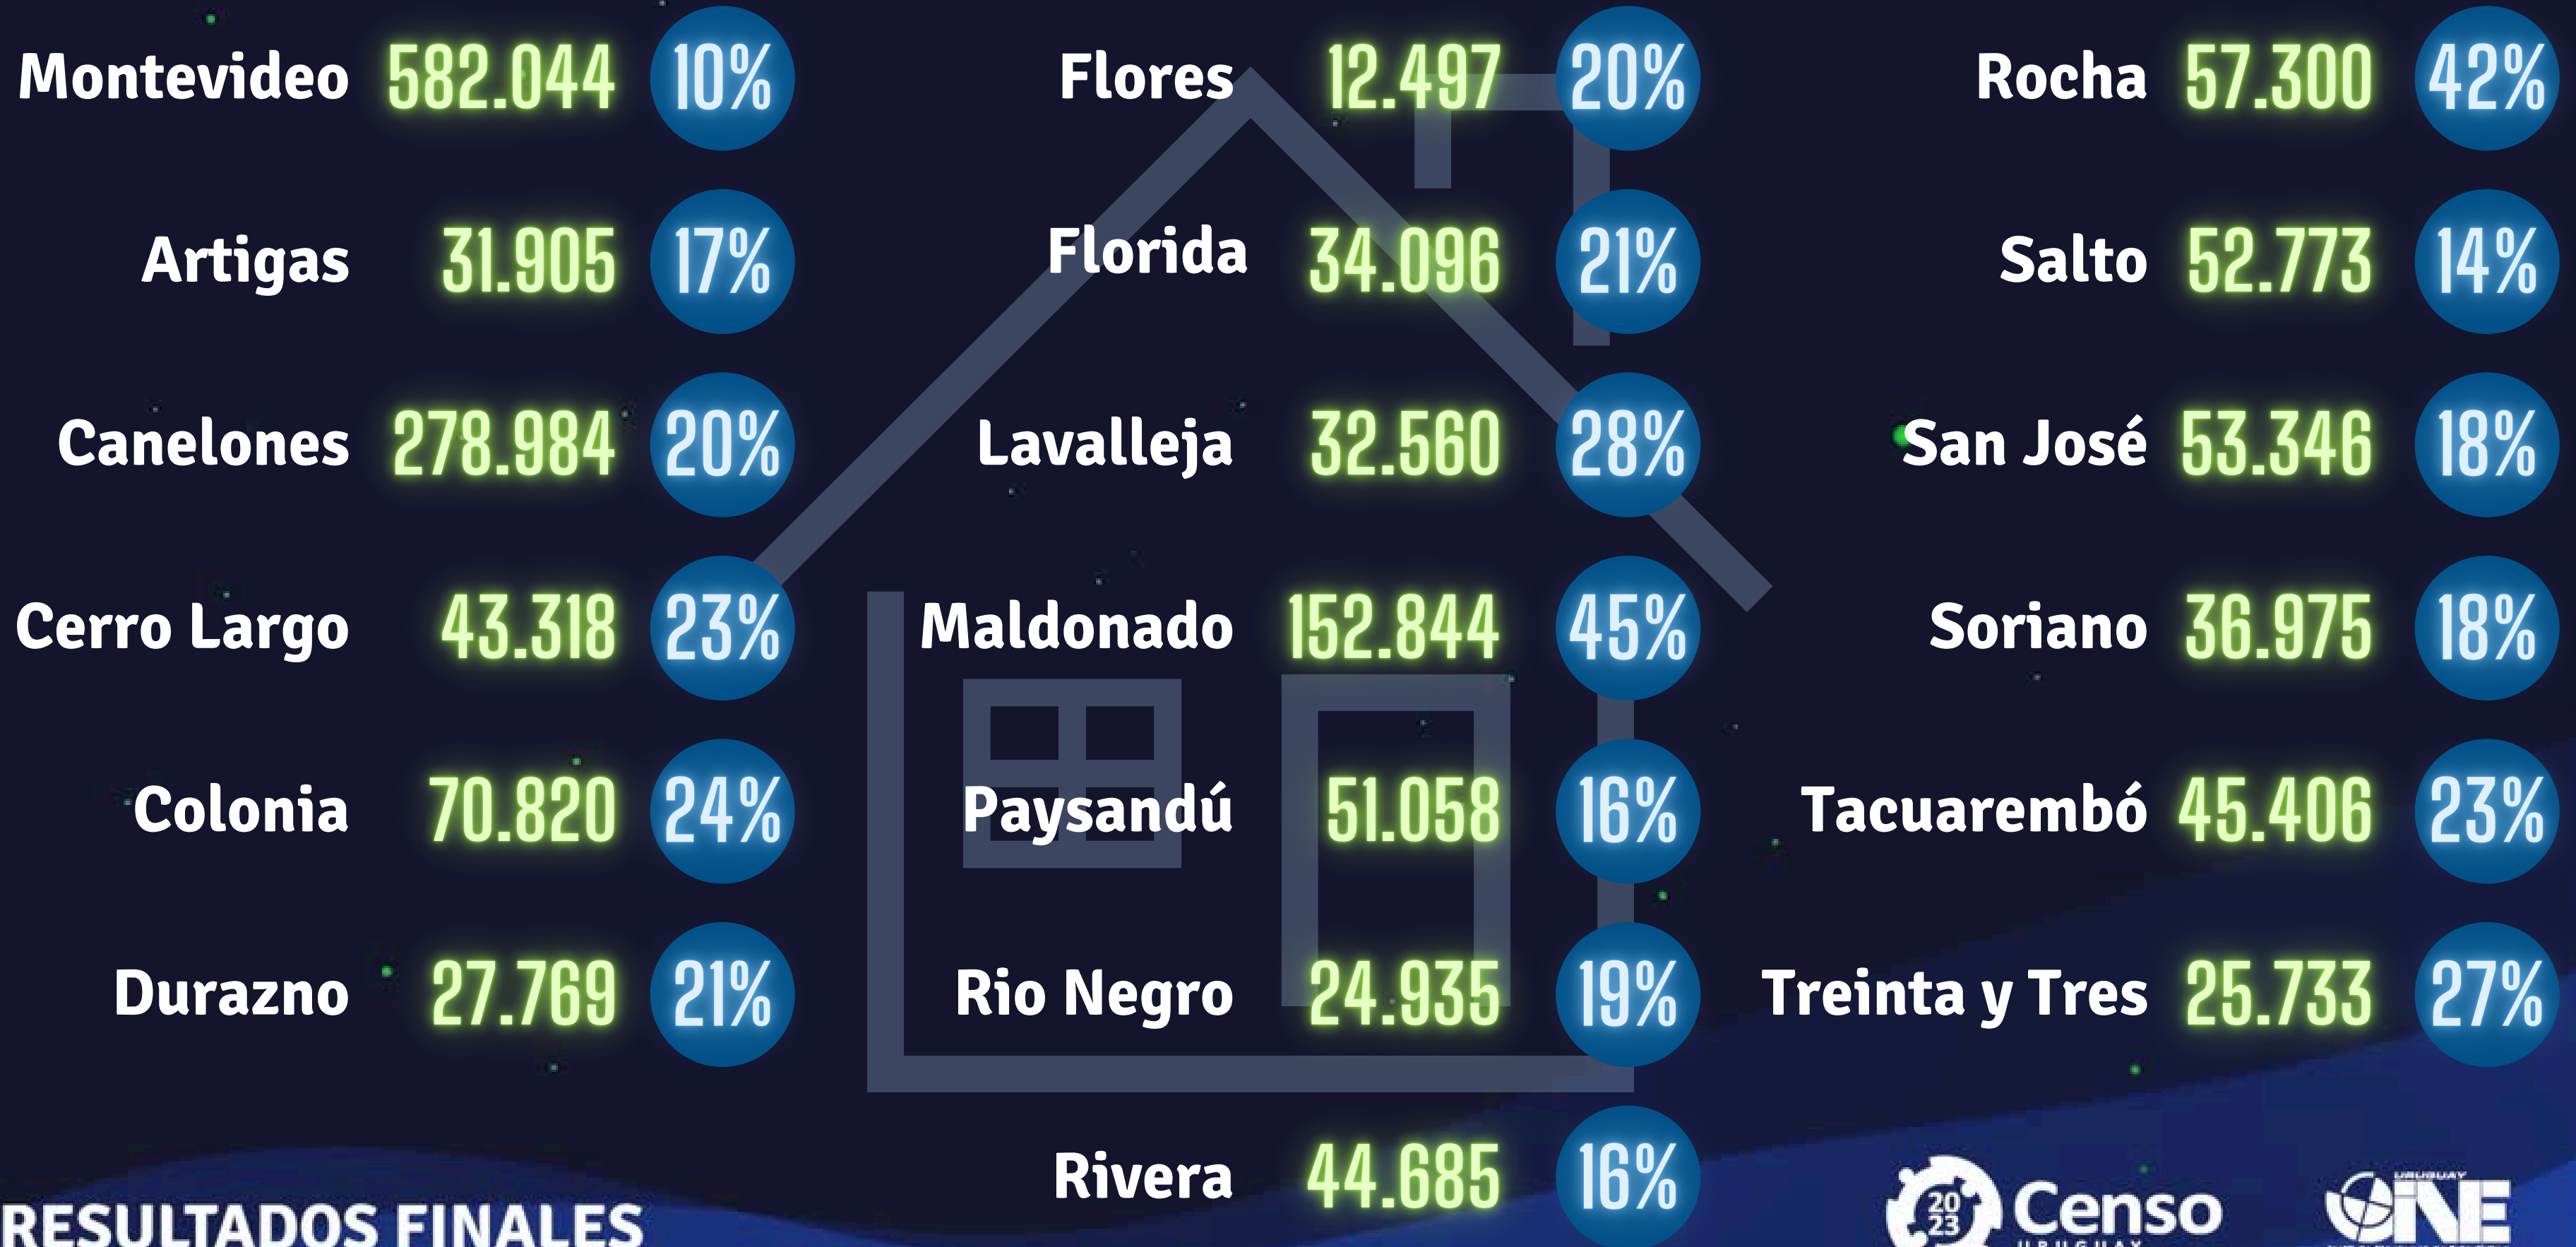 Montevideo 582.044 10%
Artigas 31.905 17%
Canelones 278.984 20%
Cerro Largo 43.318 23%
Colonia 70.820 24%
Durazno 27.769 21%
Flores 12.497 20%
Florida 34.096 21%
Lavalleja 32.560 28%
Maldonado 152.844 45%
Paysandú 51.058 16%
Rio Negro 24.935 19%
Rivera 44.685 16%
Rocha 57.300 42%
Salto 52.773 14%
San José 53.346 18%
Soriano 36.975 18%
Tacuarembó 45.406 23%
Treinta y Tres 25.733 27%
RESULTADOS FINALES
20
23
Censo
URUGUAY
URUGUAY
INE